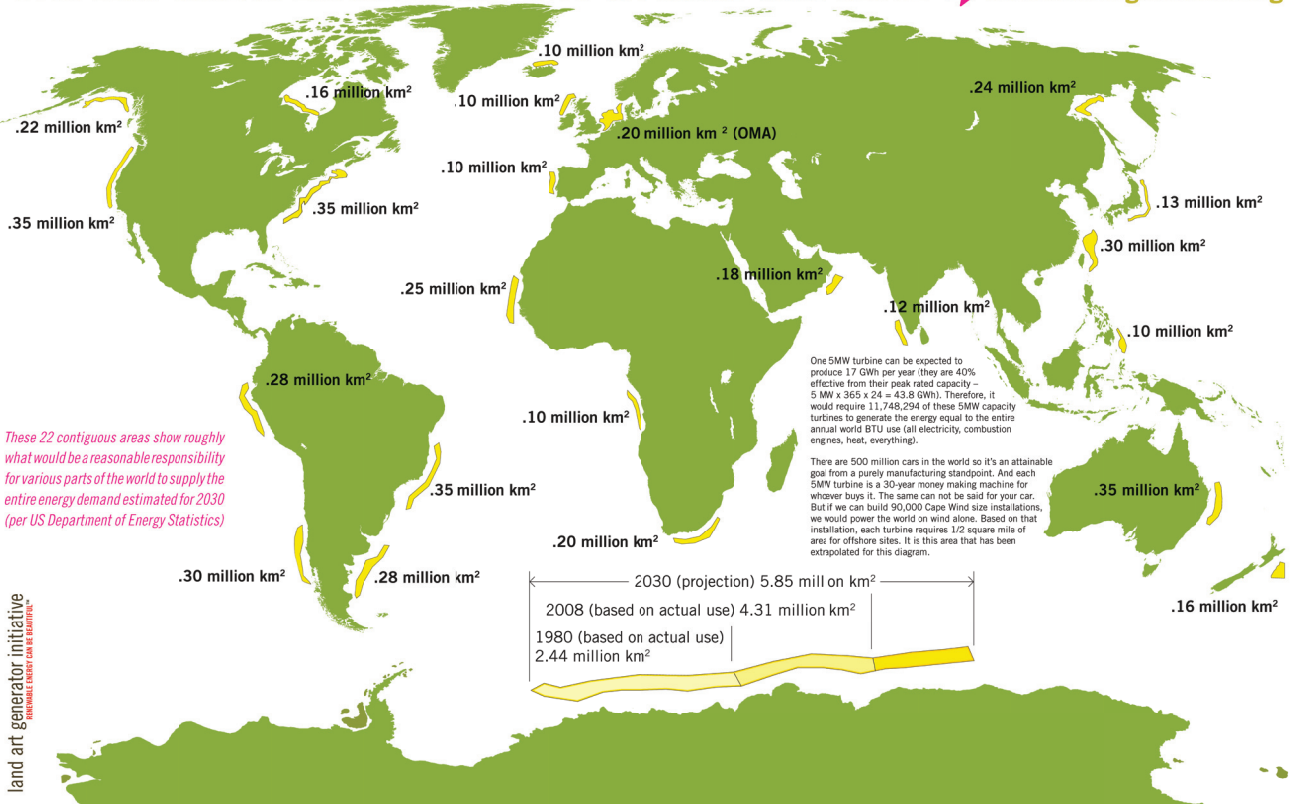 .10 million km²
.16 million km²
.24 million km²
.10 million km²
.22 million km²
.20 million km ² (OMA)
.10 million km²
.35 million km²
.35 million km²
.13 million km²
.30 million km²
.18 million km²
.25 million km²
.12 million km²
.10 million km²
One 5MW turbine can be expected to
produce 17 GWh per year (they are 40%
effective from their peak rated capacity –
5 MW x 365 x 24 = 43.8 GWh). Therefore, it
would require 11,748,294 of these 5MW capacity
turbines to generate the energy equal to the entire
annual world BTU use (all electricity, combustion
engines, heat, everything).
There are 500 million cars in the world so it's an attainable
goal from a purely manufacturing standpoint. And each
5MW turbine is a 30-year money making machine for
whoever buys it. The same can not be said for your car.
But if we can build 90,000 Cape Wind size installations,
we would power the world on wind alone. Based on that
installation, each turbine requires 1/2 square mile of
area for offshore sites. It is this area that has been
extrapolated for this diagram.
.28 million km²
.10 million km²
These 22 contiguous areas show roughly
what would be a reasonable responsibility
for various parts of the world to supply the
entire energy demand estimated for 2030
(per US Department of Energy Statistics)
.35 million km²
.35 million km²
.20 million km²
.30 million km²
.28 million km²
.16 million km²
2030 (projection) 5.85 million km²
2008 (based on actual use) 4.31 million km²
1980 (based on actual use)
2.44 million km²
land art generator initiative
RENEWABLE ENERGY CAN BE BEAUTIFUL™